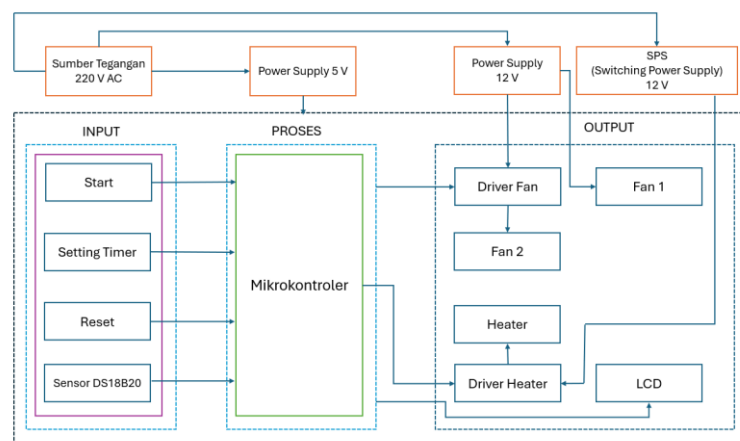 Sumber Tegangan
220 V AC
Power Supply 5 V
Power Supply
12 V
SPS
(Switching Power Supply)
12 V
INPUT
PROSES
OUTPUT
Start
Setting Timer
Reset
Sensor DS18B20
Mikrokontroler
Driver Fan
Fan 1
Fan 2
Heater
Driver Heater
LCD